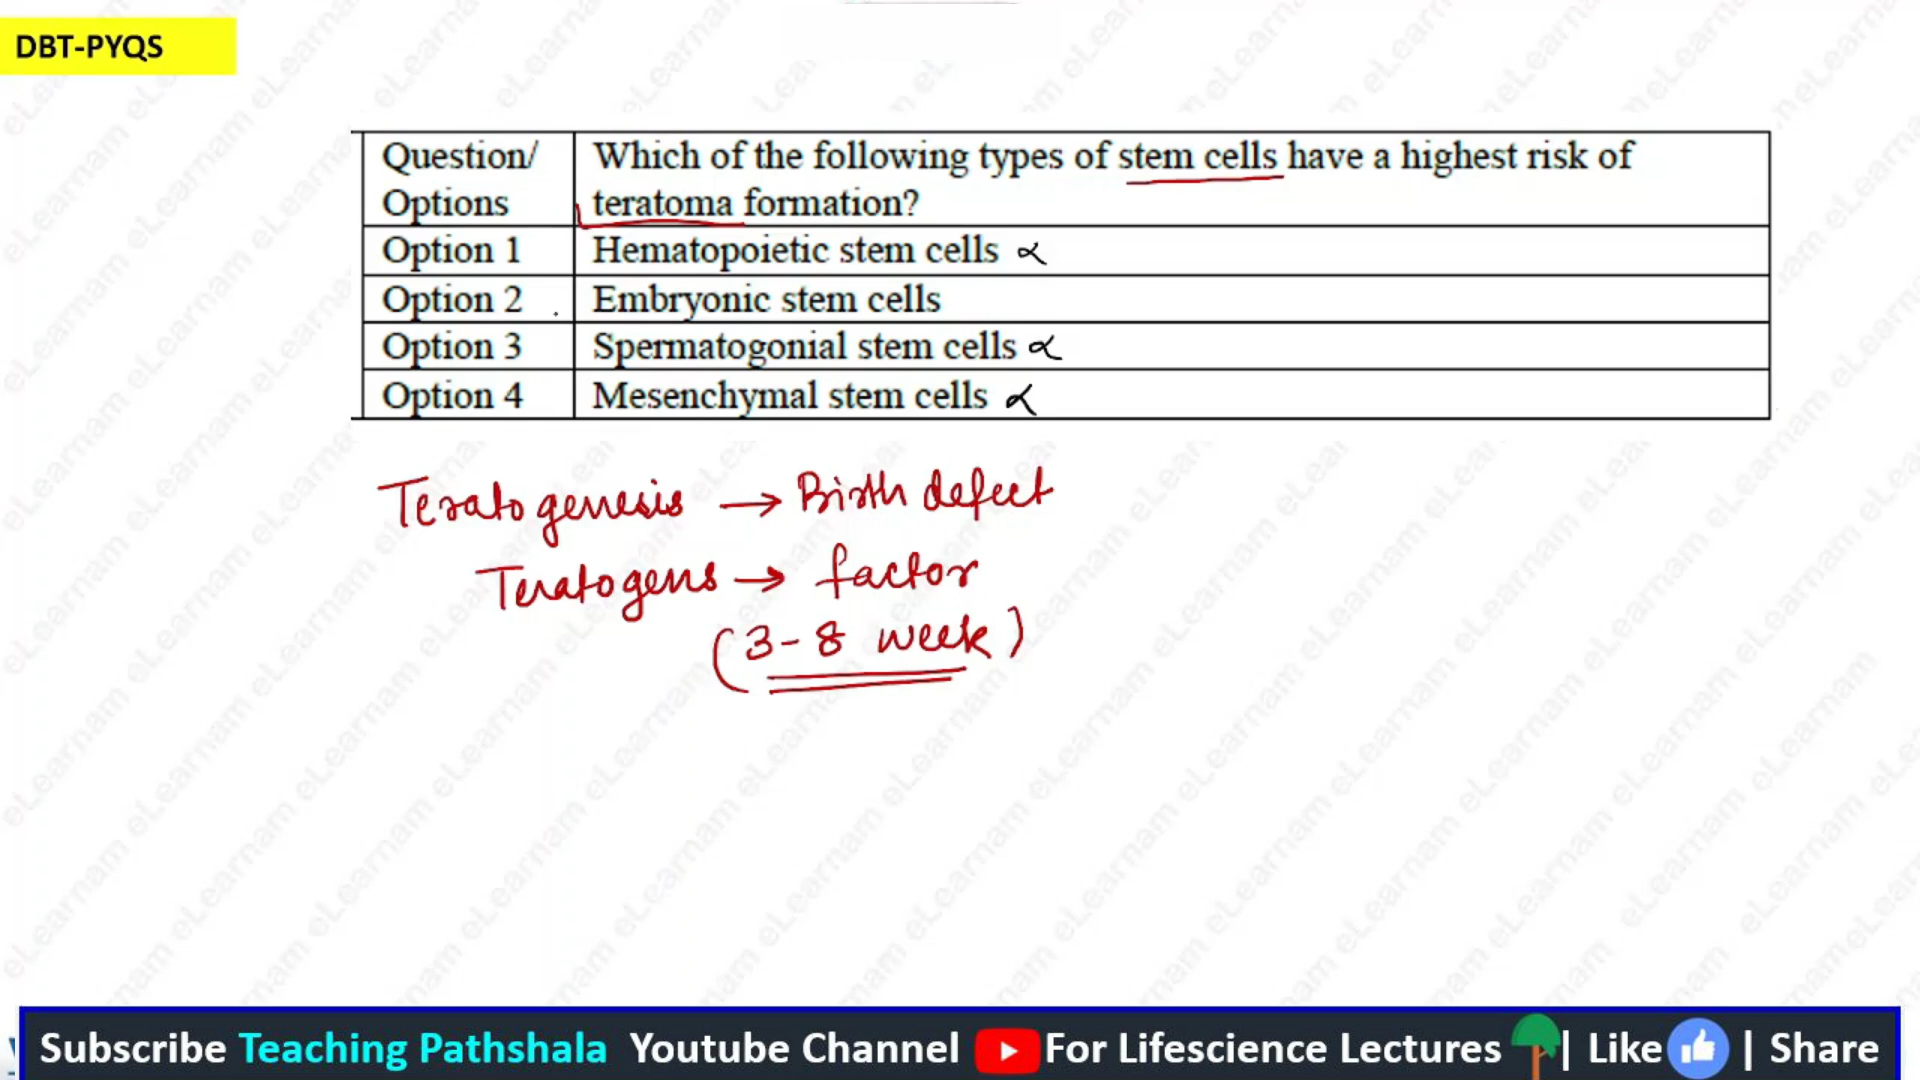 DBT-PYQS
Question/ Options
Which of the following types of stem cells have a highest risk of
teratoma formation?
Option 1 Hematopoietic stem cells
Option 2 Embryonic stem cells
Option 3 Spermatogonial stem cells
Option 4 Mesenchymal stem cells
Teratogenesis → Birth defect
Teratogens → factor
(3-8 week)
Subscribe Teaching Pathshala Youtube Channel For Lifescience Lectures | Like | Share
eLearnam